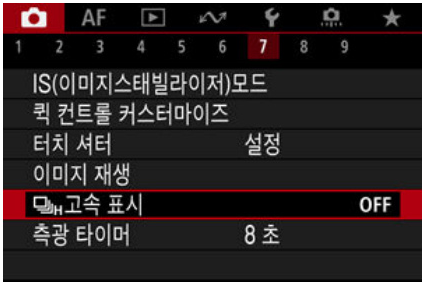 AF
1 2 3 4 5 6 7 8 9
IS(이미지스태빌라이저)모드
퀵 컨트롤 커스터마이즈
터치 셔터 설정
이미지 재생
H고속 표시 OFF
측광 타이머 8 초